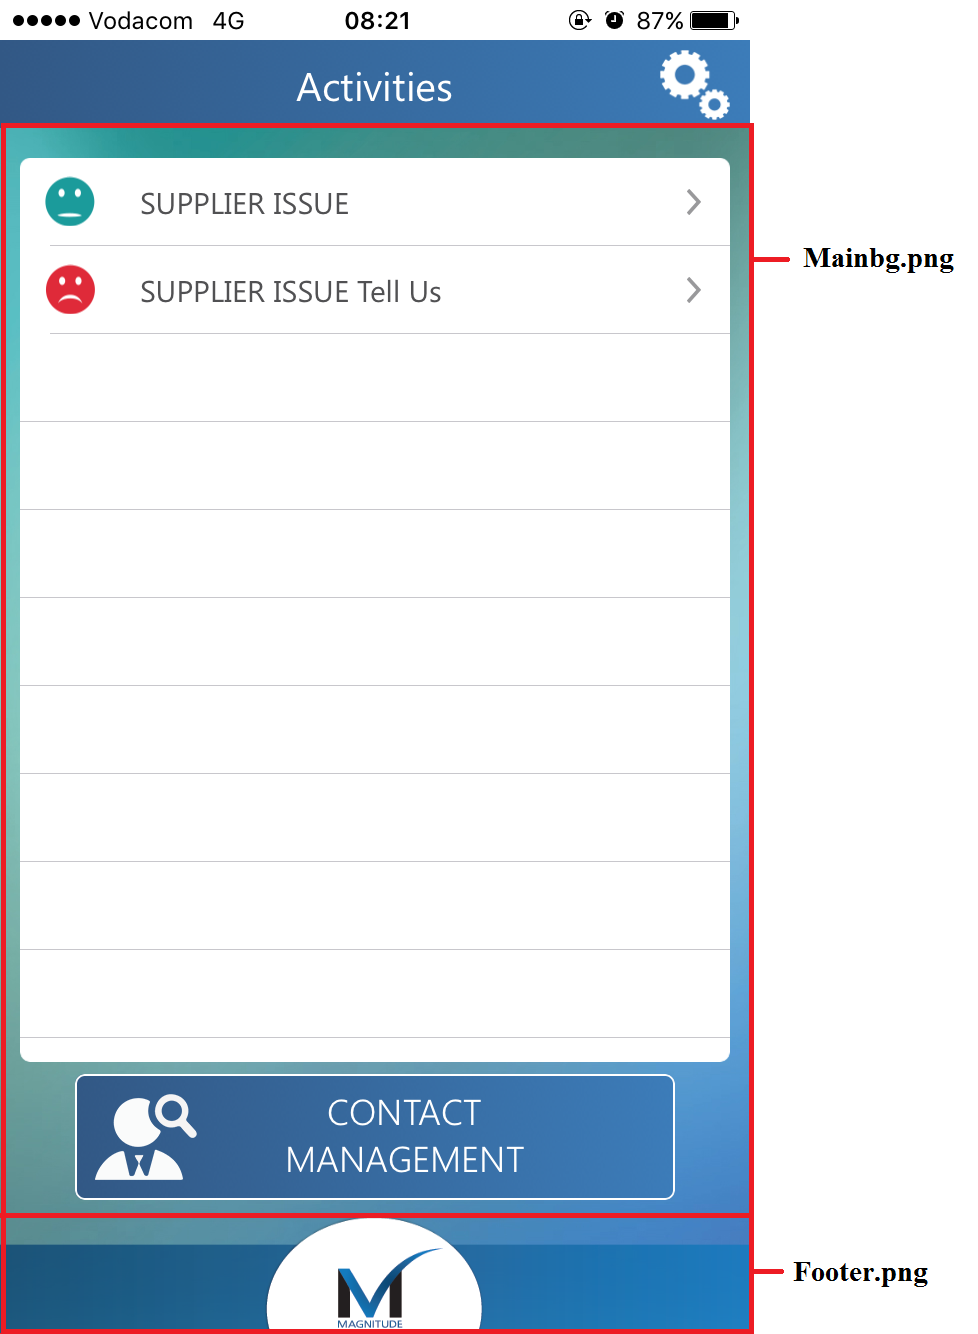 Vodacom 4G 08:21 87%
Activities
SUPPLIER ISSUE
Mainbg.png
SUPPLIER ISSUE Tell Us
CONTACT
MANAGEMENT
M
MAGNITUDE
Footer.png